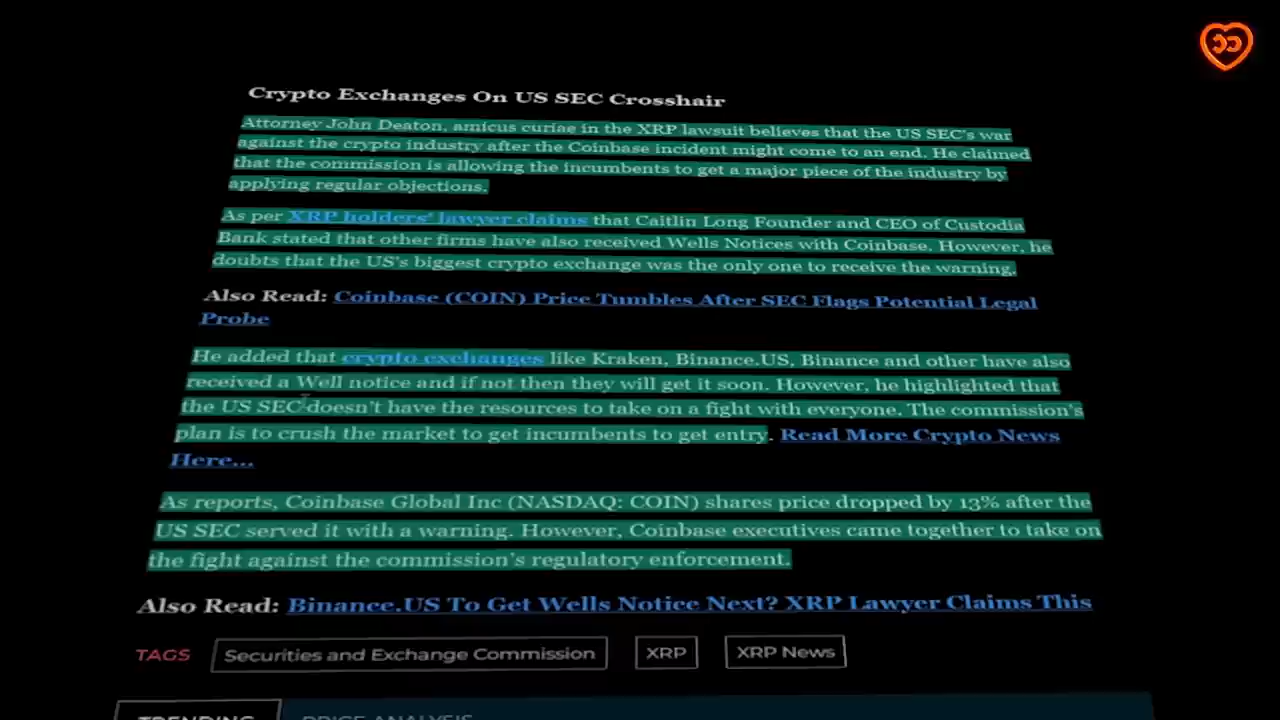 Crypto Exchanges On US SEC Crosshair
Attorney John Deaton, amicus curiae in the XRP lawsuit believes that the US SEC's war
against the crypto industry after the Coinbase incident might come to an end. He claimed
that the commission is allowing the incumbents to get a major piece of the industry by
applying regular objections.
As per XRP holders' lawyer claims that Caitlin Long Founder and CEO of Custodia
Bank stated that other firms have also received Wells Notices with Coinbase. However, he
doubts that the US's biggest crypto exchange was the only one to receive the warning.
Also Read: Coinbase (COIN) Price Tumbles After SEC Flags Potential Legal
Probe
He added that crypto exchanges like Kraken, Binance.US, Binance and other have also
received a Well notice and if not then they will get it soon. However, he highlighted that
the US SEC doesn't have the resources to take on a fight with everyone. The commission's
plan is to crush the market to get incumbents to get entry. Read More Crypto News
Here...
As reports, Coinbase Global Inc (NASDAQ: COIN) shares price dropped by 13% after the
US SEC served it with a warning. However, Coinbase executives came together to take on
the fight against the commission's regulatory enforcement.
Also Read: Binance.US To Get Wells Notice Next? XRP Lawyer Claims This
TAGS Securities and Exchange Commission XRP XRP News
TRENDING PRICE ANALYSIS